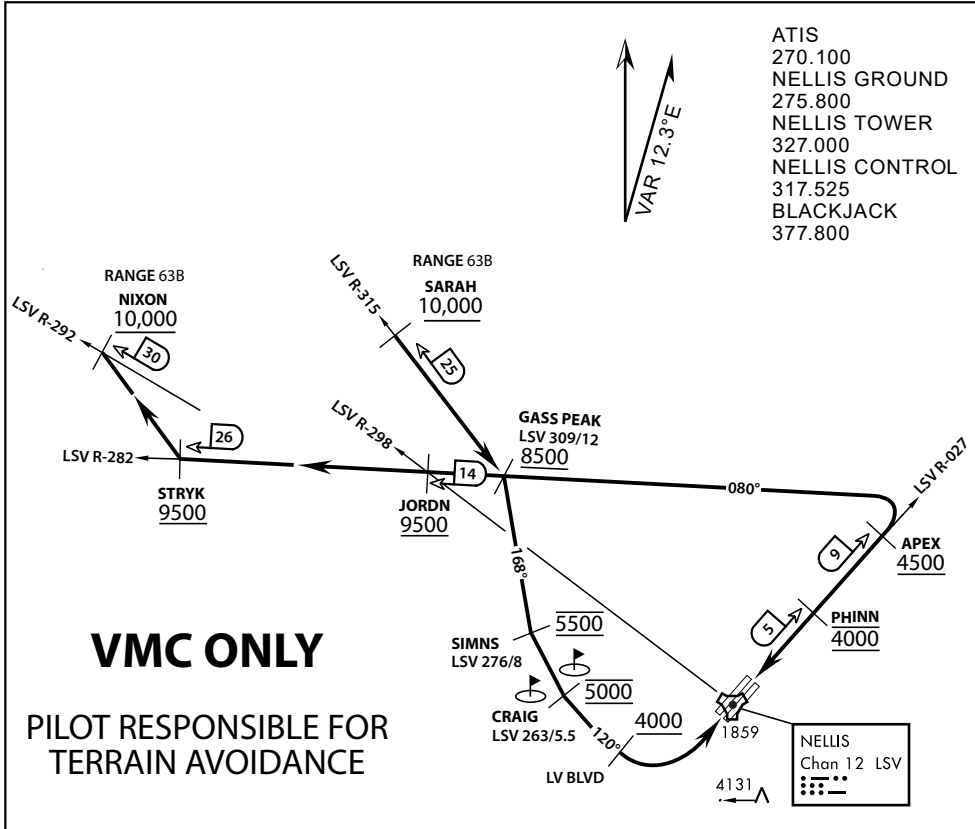 ATIS
270.100
NELLIS GROUND
275.800
NELLIS TOWER
327.000
NELLIS CONTROL
317.525
BLACKJACK
377.800
VAR 12.3°E
RANGE 63B
NIXON
10,000
LSV R-292
30
RANGE 63B
SARAH
10,000
LSV R-315
25
GASS PEAK
LSV 309/12
8500
LSV R-298
14
JORDN
9500
26
LSV R-282
STRYK
9500
080°
LSV R-027
9
APEX
4500
5
PHINN
4000
168°
SIMNS
LSV 276/8
5500
5000
CRAIG
LSV 263/5.5
120°
4000
LV BLVD
1859
4131
NELLIS
Chan 12 LSV
VMC ONLY
PILOT RESPONSIBLE FOR
TERRAIN AVOIDANCE